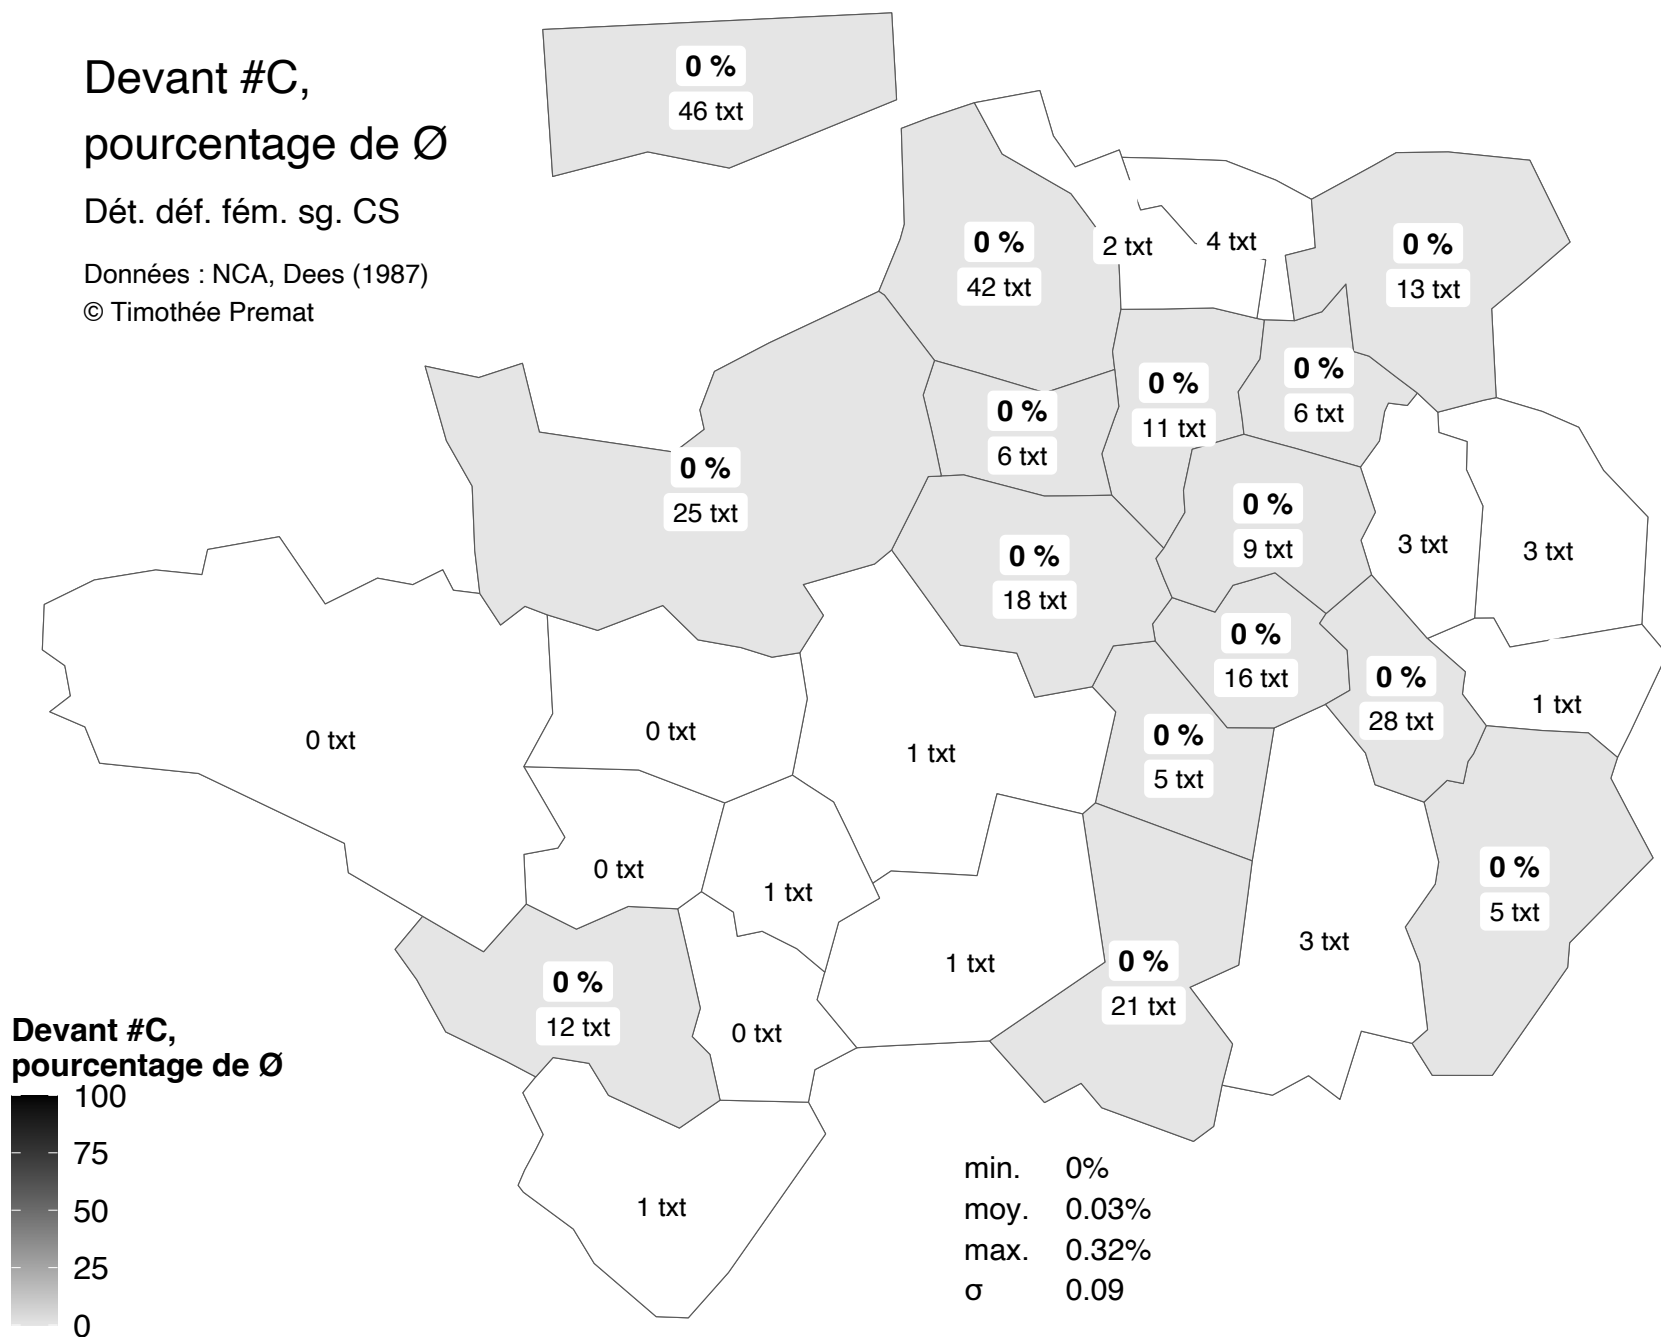 Devant #C,
pourcentage de Ø
Dét. déf. fém. sg. CS
Données : NCA, Dees (1987)
© Timothée Premat
0 %
46 txt
0 %
42 txt
2 txt
4 txt
0 %
13 txt
0 %
6 txt
0 %
11 txt
0 %
6 txt
0 %
25 txt
0 %
9 txt
3 txt
3 txt
0 %
18 txt
0 %
16 txt
0 %
28 txt
1 txt
0 txt
0 txt
1 txt
0 %
5 txt
0 txt
1 txt
0 %
5 txt
1 txt
0 %
21 txt
3 txt
0 %
12 txt
0 txt
1 txt
Devant #C,
pourcentage de Ø
100
75
50
25
0
min. 0%
moy. 0.03%
max. 0.32%
σ 0.09